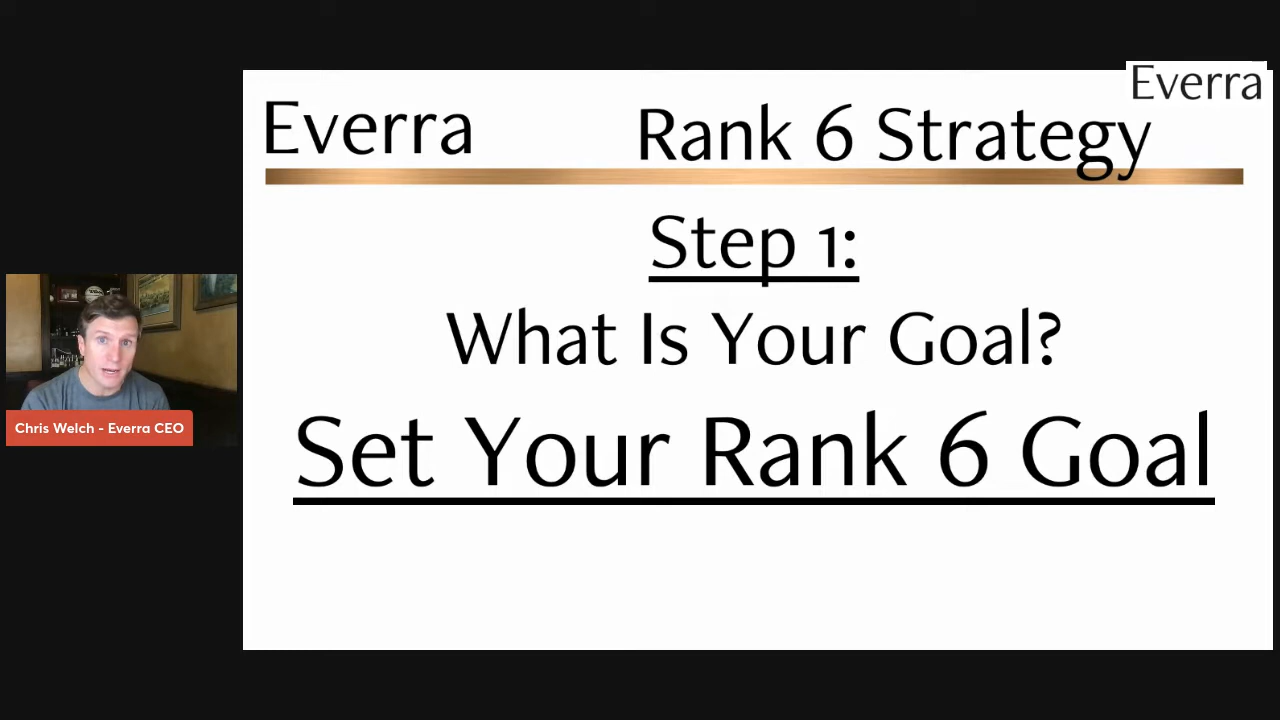 Everra
Everra Rank 6 Strategy
Step 1:
What Is Your Goal?
Set Your Rank 6 Goal
Chris Welch - Everra CEO